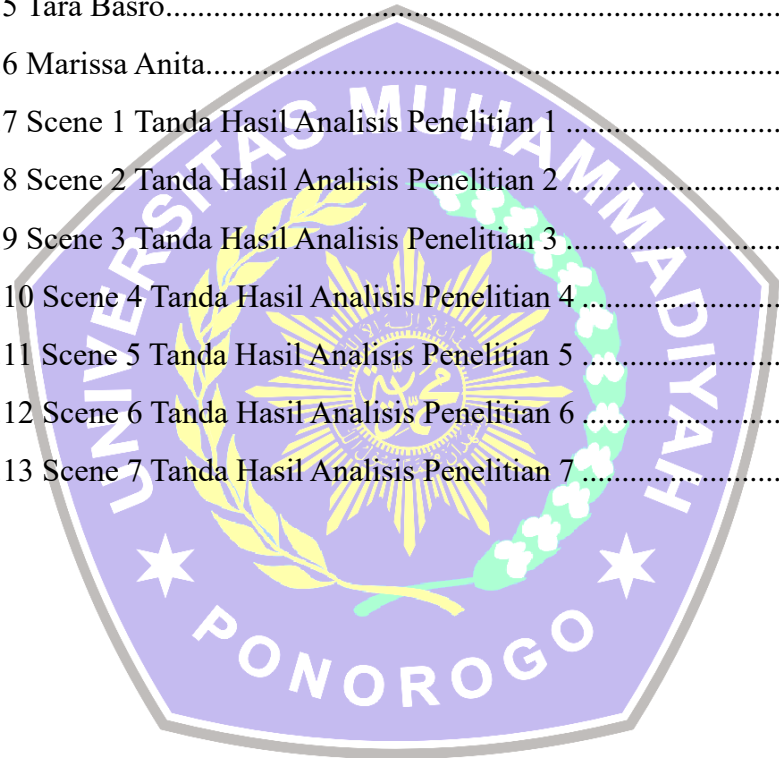 5 Tara Basro................................................................................
6 Marissa Anita...........................................................................
7 Scene 1 Tanda Hasil Analisis Penelitian 1 ...........................
8 Scene 2 Tanda Hasil Analisis Penelitian 2 ...........................
9 Scene 3 Tanda Hasil Analisis Penelitian 3 ...........................
10 Scene 4 Tanda Hasil Analisis Penelitian 4 .........................
11 Scene 5 Tanda Hasil Analisis Penelitian 5 .........................
12 Scene 6 Tanda Hasil Analisis Penelitian 6 .........................
13 Scene 7 Tanda Hasil Analisis Penelitian 7 .........................
UNIVERSITAS MUHAMMADIYAH
PONOROGO